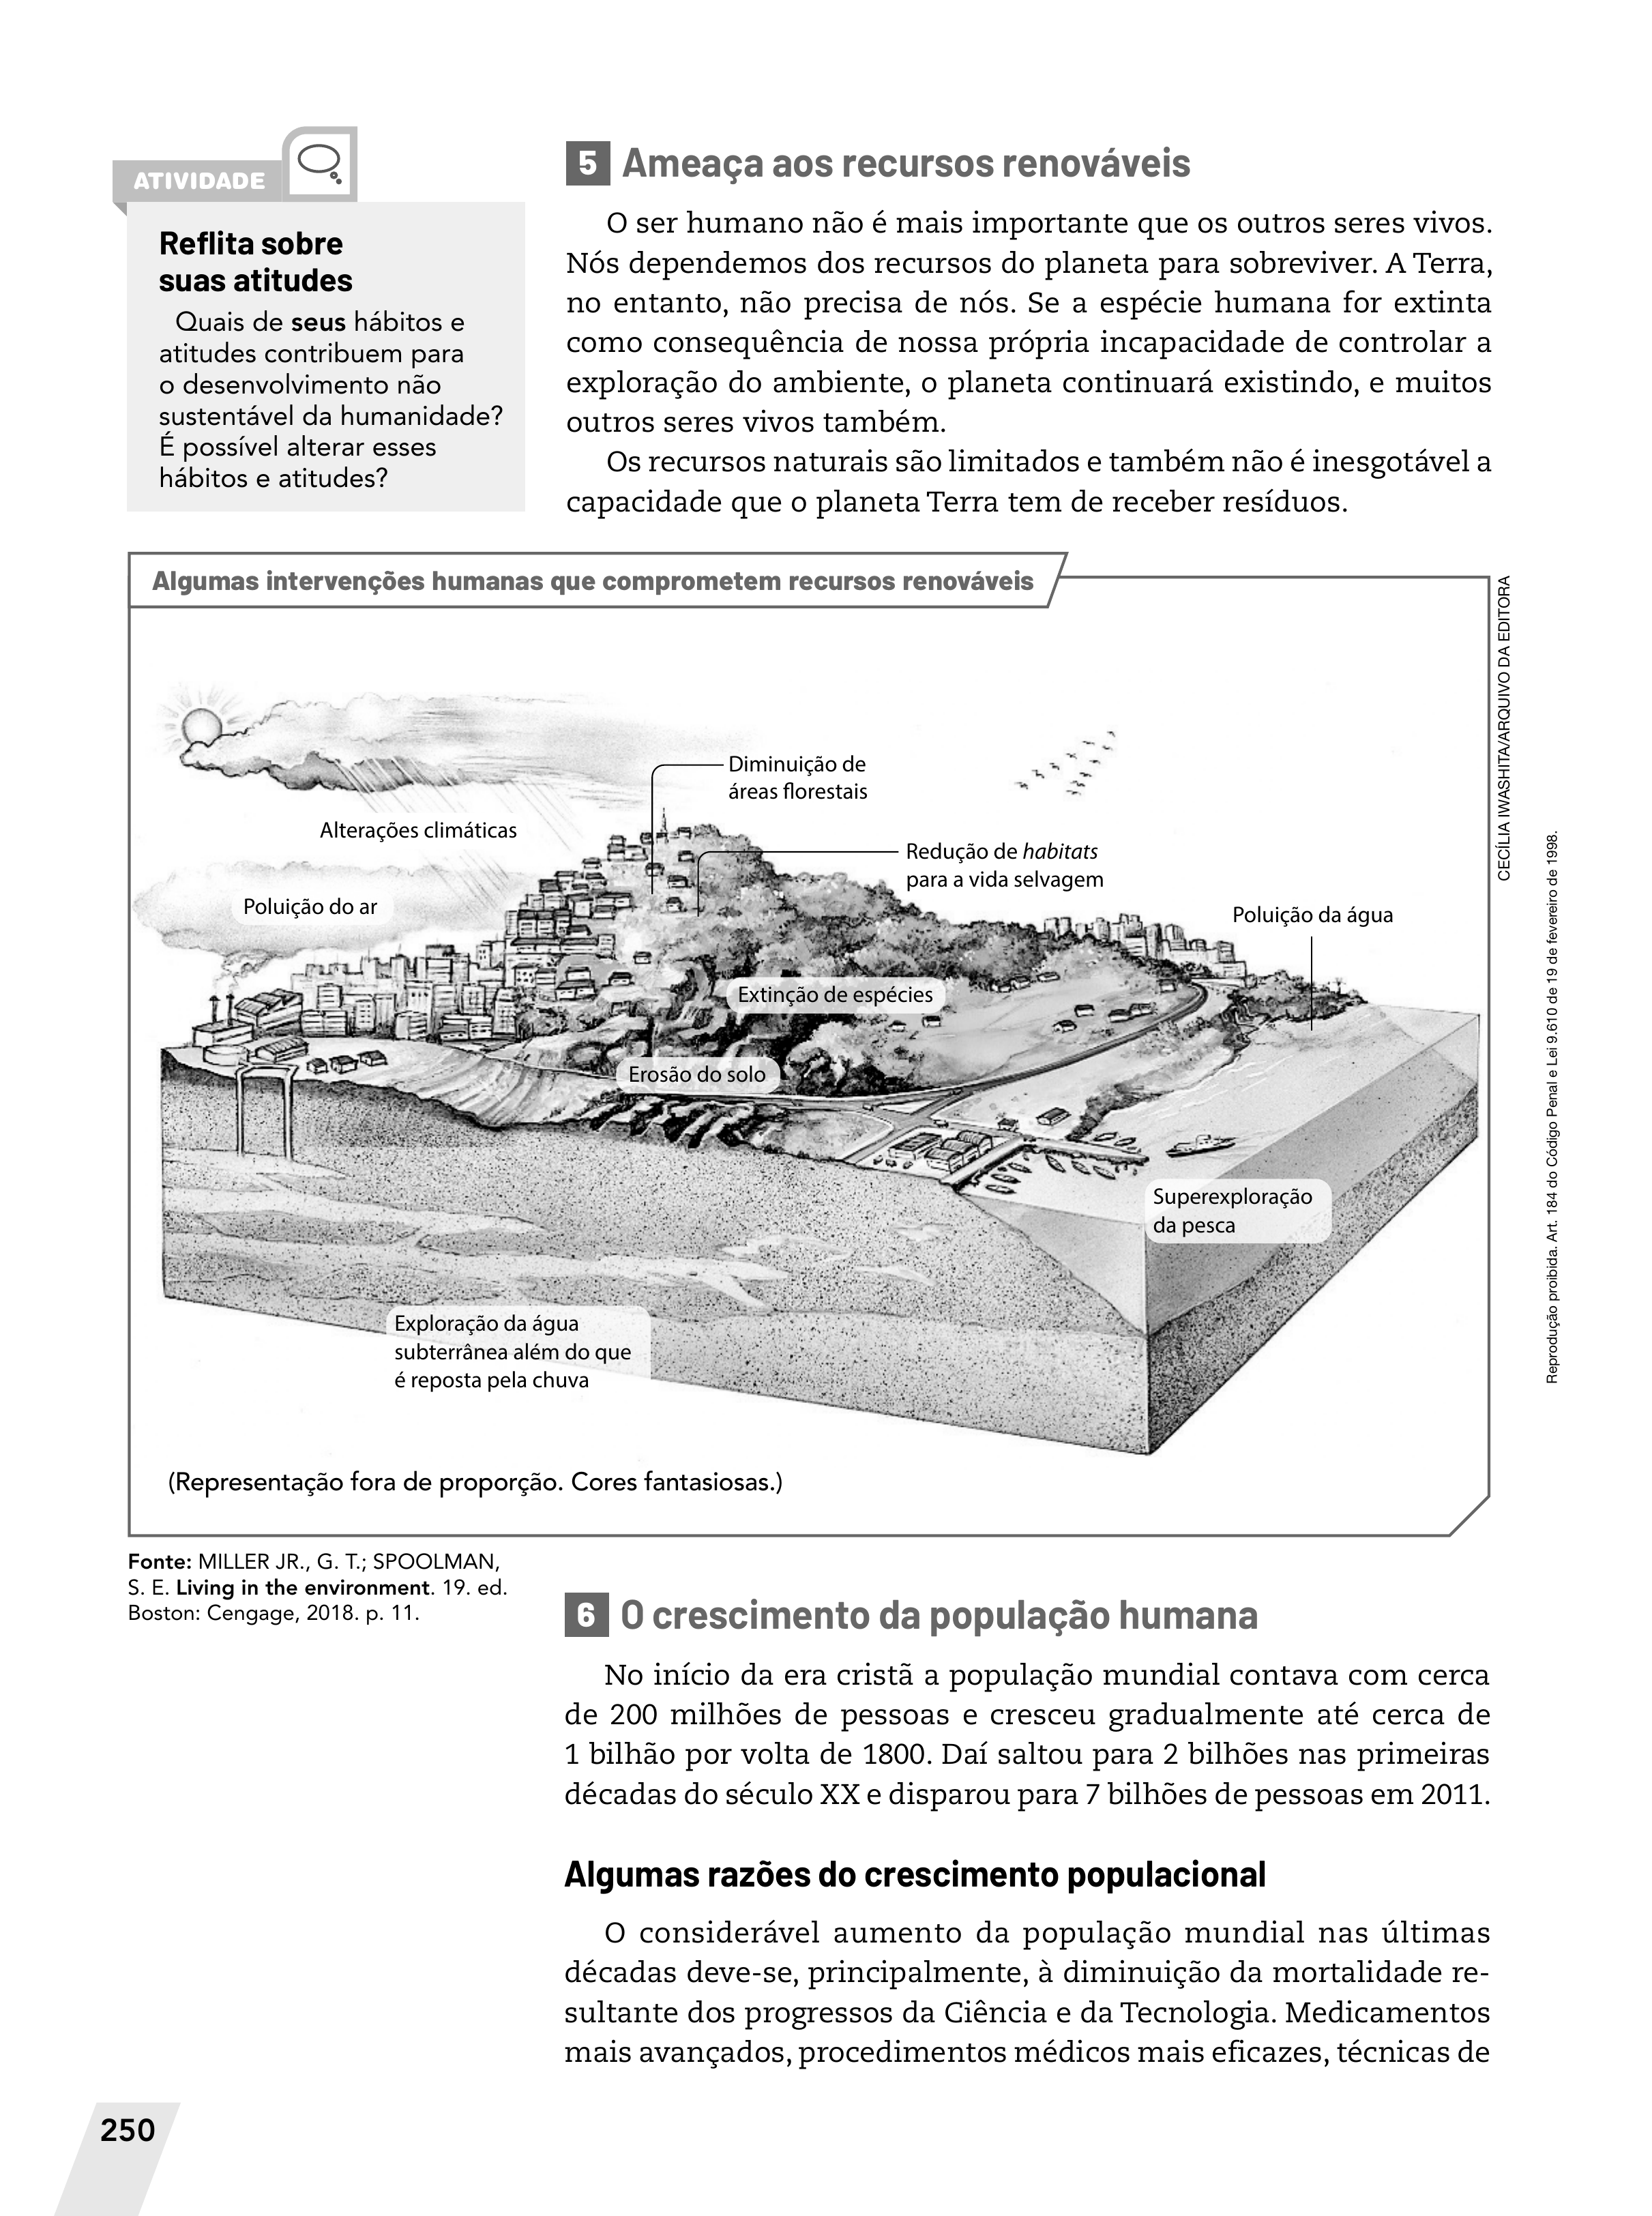 ATIVIDADE
Reflita sobre
suas atitudes
Quais de seus hábitos e
atitudes contribuem para
o desenvolvimento não
sustentável da humanidade?
É possível alterar esses
hábitos e atitudes?
5 Ameaça aos recursos renováveis
O ser humano não é mais importante que os outros seres vivos.
Nós dependemos dos recursos do planeta para sobreviver. A Terra,
no entanto, não precisa de nós. Se a espécie humana for extinta
como consequência de nossa própria incapacidade de controlar a
exploração do ambiente, o planeta continuará existindo, e muitos
outros seres vivos também.
Os recursos naturais são limitados e também não é inesgotável a
capacidade que o planeta Terra tem de receber resíduos.
Algumas intervenções humanas que comprometem recursos renováveis
Diminuição de
áreas florestais
Alterações climáticas
Redução de habitats
para a vida selvagem
Poluição do ar
Poluição da água
Extinção de espécies
Erosão do solo
Superexploração
da pesca
Exploração da água
subterrânea além do que
é reposta pela chuva
(Representação fora de proporção. Cores fantasiosas.)
CECÍLIA IWASHITA/ARQUIVO DA EDITORA
Reprodução proibida. Art. 184 do Código Penal e Lei 9.610 de 19 de fevereiro de 1998.
Fonte: MILLER JR., G. T.; SPOOLMAN,
S. E. Living in the environment. 19. ed.
Boston: Cengage, 2018. p. 11.
6 O crescimento da população humana
No início da era cristã a população mundial contava com cerca
de 200 milhões de pessoas e cresceu gradualmente até cerca de
1 bilhão por volta de 1800. Daí saltou para 2 bilhões nas primeiras
décadas do século XX e disparou para 7 bilhões de pessoas em 2011.
Algumas razões do crescimento populacional
O considerável aumento da população mundial nas últimas
décadas deve-se, principalmente, à diminuição da mortalidade re-
sultante dos progressos da Ciência e da Tecnologia. Medicamentos
mais avançados, procedimentos médicos mais eficazes, técnicas de
250